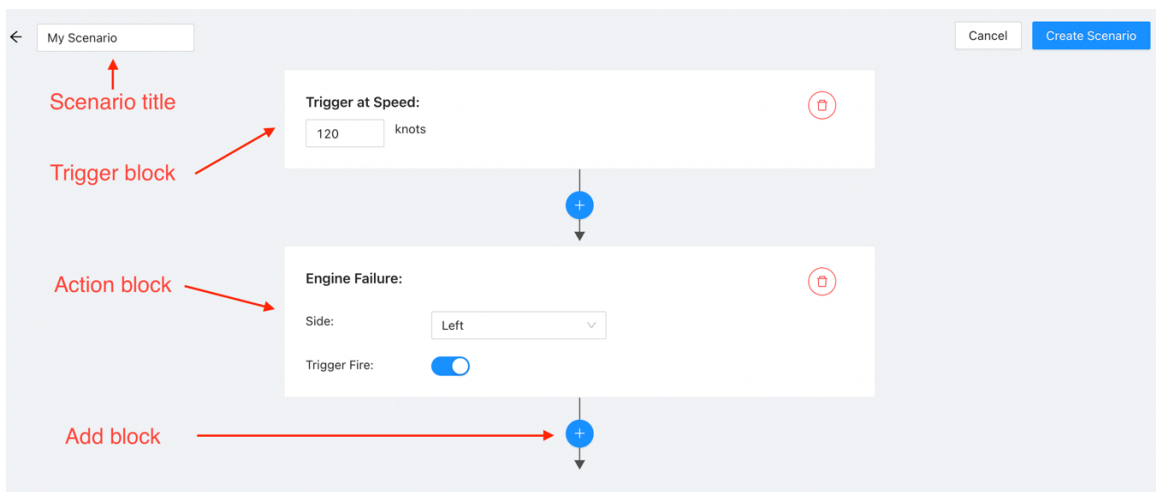 My Scenario
Cancel
Create Scenario
Scenario title
Trigger at Speed:
120 knots
Trigger block
Engine Failure:
Action block
Side: Left
Trigger Fire:
Add block